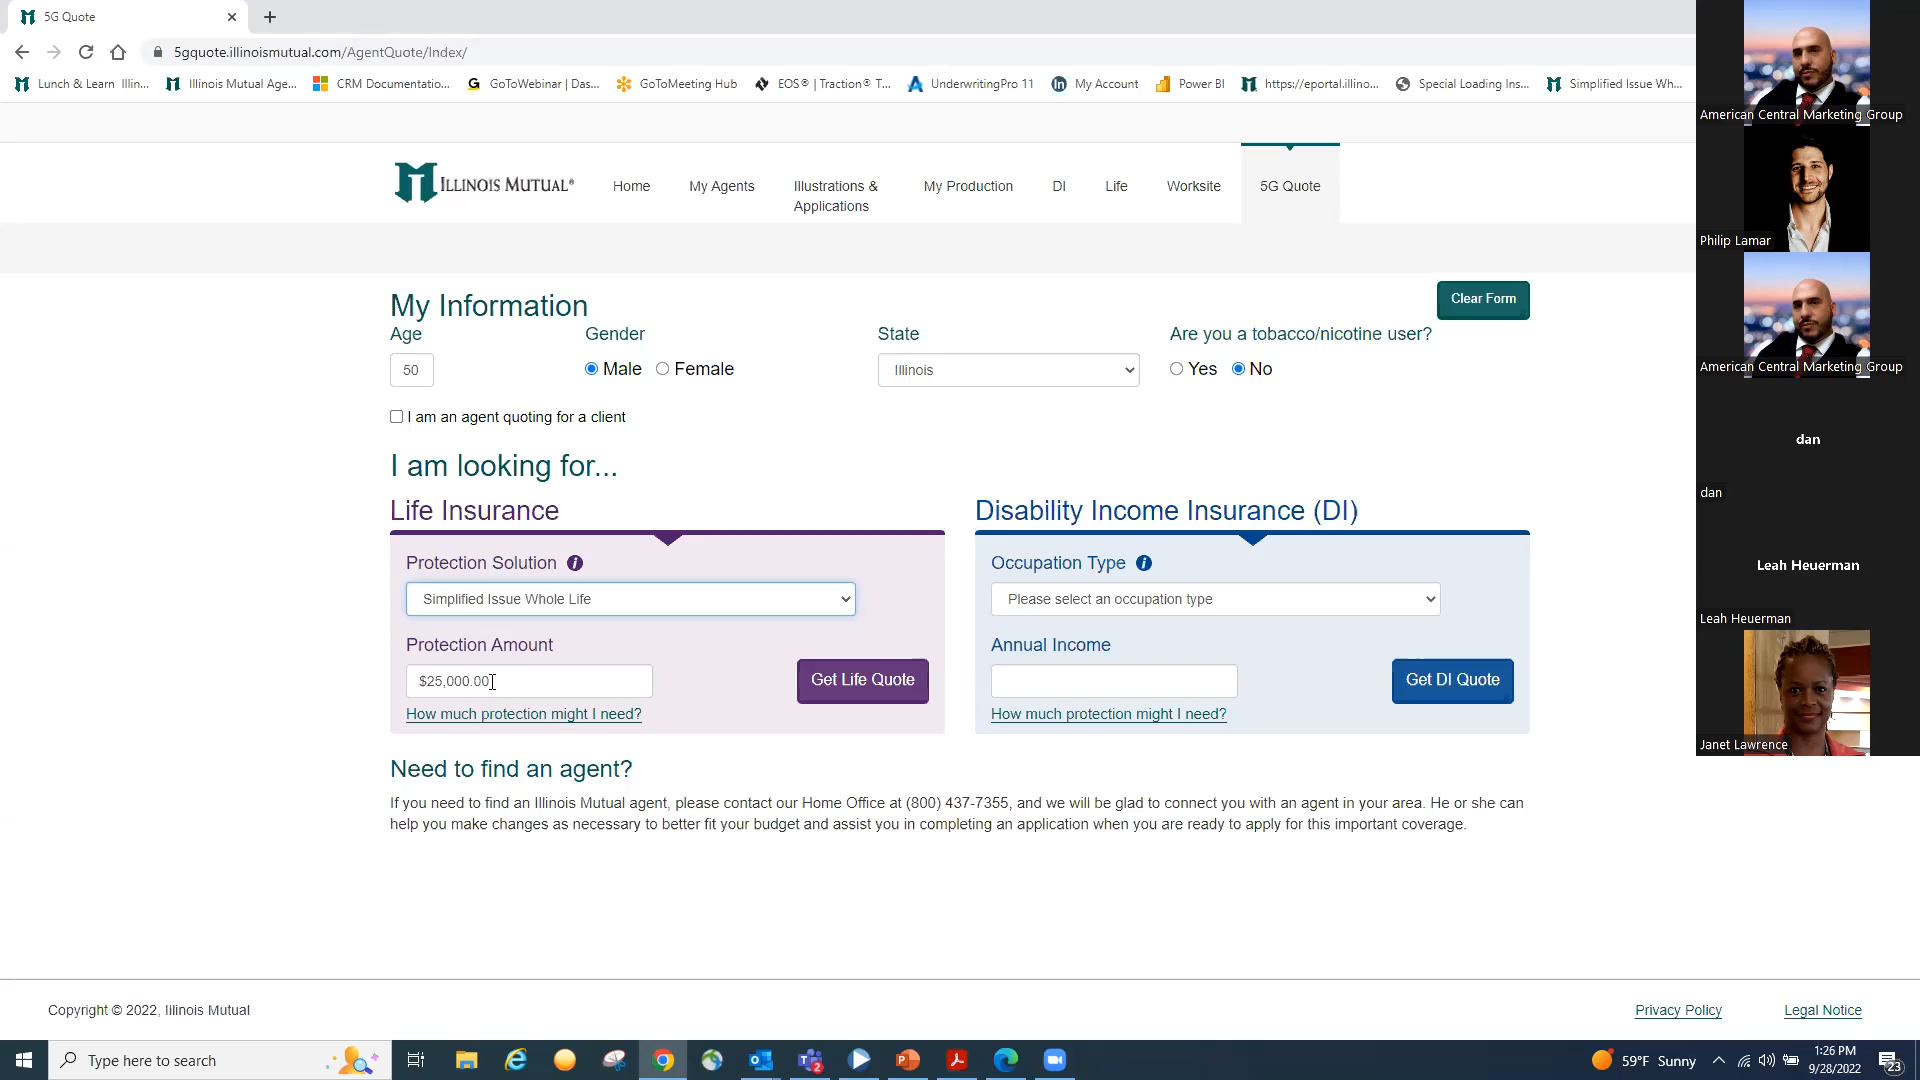 5G Quote
5gquote.illinoismutual.com/AgentQuote/Index/
Lunch & Learn Illin...
Illinois Mutual Age...
CRM Documentatio...
GoToWebinar | Das...
GoToMeeting Hub
EOS® | Traction® T...
UnderwritingPro 11
My Account
Power BI
https://eportal.illino...
Special Loading Ins...
Simplified Issue Wh...
ILLINOIS MUTUAL®
Home
My Agents
Illustrations &
Applications
My Production
DI
Life
Worksite
5G Quote
My Information
Clear Form
Age
Gender
State
Are you a tobacco/nicotine user?
50
Male
Female
Illinois
Yes
No
I am an agent quoting for a client
I am looking for...
Life Insurance
Disability Income Insurance (DI)
Protection Solution
Simplified Issue Whole Life
Protection Amount
$25,000.00
How much protection might I need?
Get Life Quote
Occupation Type
Please select an occupation type
Annual Income
How much protection might I need?
Get DI Quote
Need to find an agent?
If you need to find an Illinois Mutual agent, please contact our Home Office at (800) 437-7355, and we will be glad to connect you with an agent in your area. He or she can
help you make changes as necessary to better fit your budget and assist you in completing an application when you are ready to apply for this important coverage.
Copyright © 2022, Illinois Mutual
Privacy Policy
Legal Notice
American Central Marketing Group
Philip Lamar
American Central Marketing Group
dan
dan
Leah Heuerman
Leah Heuerman
Janet Lawrence
Type here to search
2
59°F Sunny
1:26 PM
9/28/2022
23